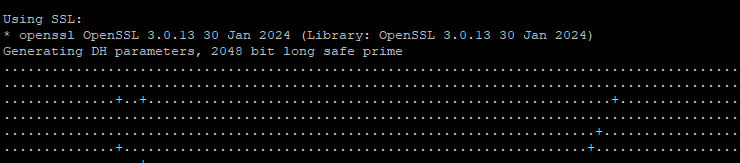 Using SSL:
* openssl OpenSSL 3.0.13 30 Jan 2024 (Library: OpenSSL 3.0.13 30 Jan 2024)
Generating DH parameters, 2048 bit long safe prime
............................................................................................
............................................................................................
..............+..+..........................................................+...............
............................................................................................
..........................................................................+.................
..............+..........................................................+..................